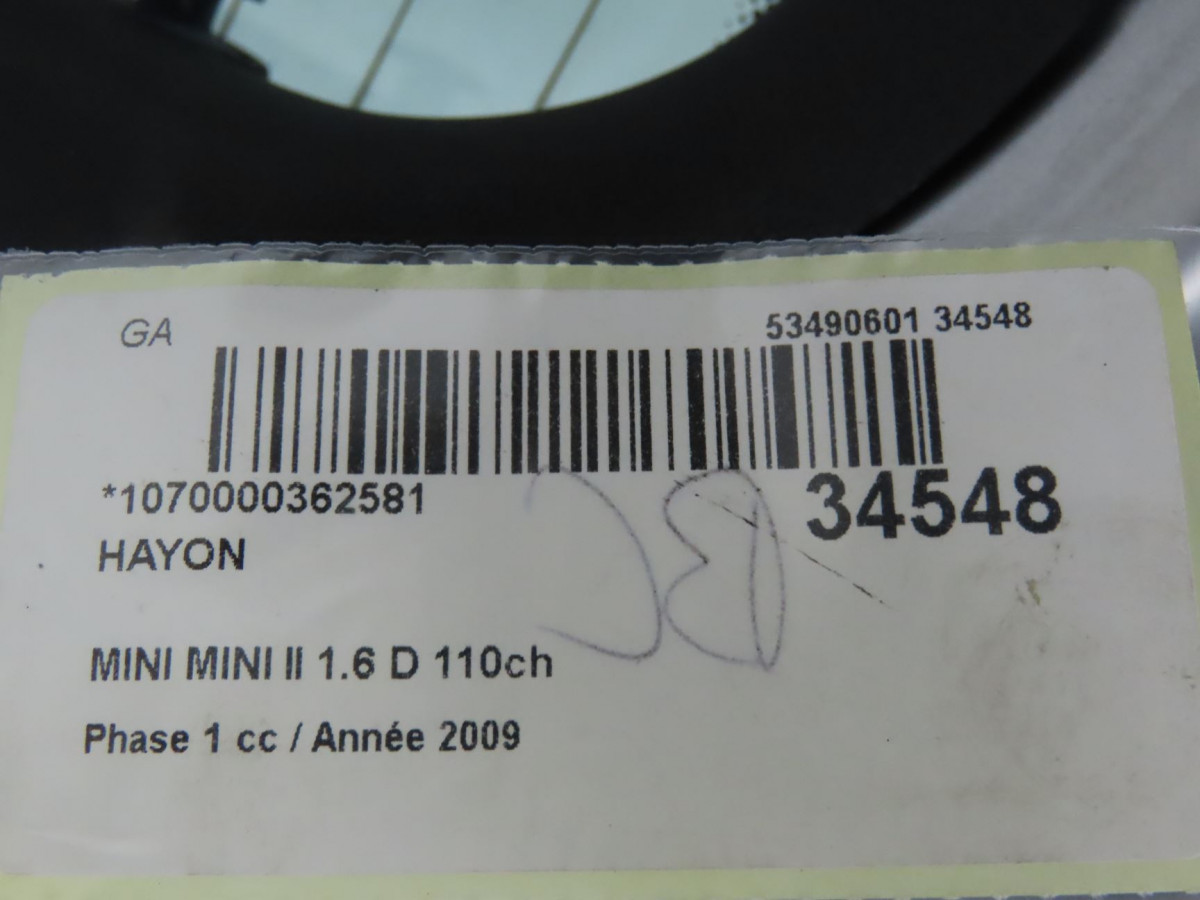 GA
53490601 34548
*1070000362581
34548
HAYON
MINI MINI II 1.6 D 110ch
Phase 1 cc / Année 2009